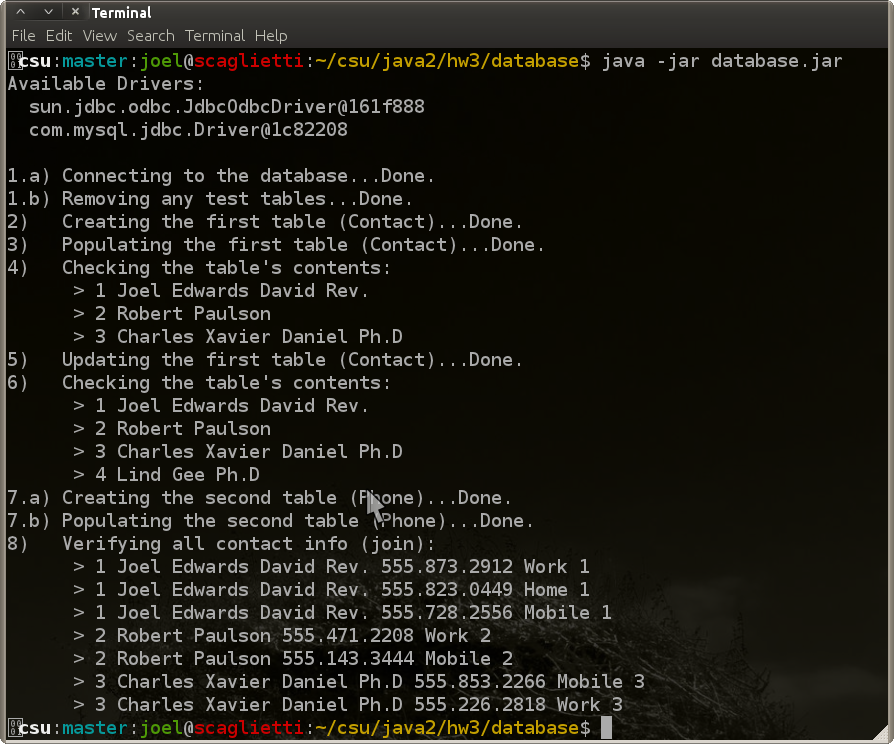 Terminal
File Edit View Search Terminal Help
csu:master:joel@scaglietti:~/csu/java2/hw3/database$ java -jar database.jar
Available Drivers:
  sun.jdbc.odbc.JdbcOdbcDriver@161f888
  com.mysql.jdbc.Driver@1c82208
1.a) Connecting to the database...Done.
1.b) Removing any test tables...Done.
2)   Creating the first table (Contact)...Done.
3)   Populating the first table (Contact)...Done.
4)   Checking the table's contents:
      > 1 Joel Edwards David Rev.
      > 2 Robert Paulson
      > 3 Charles Xavier Daniel Ph.D
5)   Updating the first table (Contact)...Done.
6)   Checking the table's contents:
      > 1 Joel Edwards David Rev.
      > 2 Robert Paulson
      > 3 Charles Xavier Daniel Ph.D
      > 4 Lind Gee Ph.D
7.a) Creating the second table (Phone)...Done.
7.b) Populating the second table (Phone)...Done.
8)   Verifying all contact info (join):
      > 1 Joel Edwards David Rev. 555.873.2912 Work 1
      > 1 Joel Edwards David Rev. 555.823.0449 Home 1
      > 1 Joel Edwards David Rev. 555.728.2556 Mobile 1
      > 2 Robert Paulson 555.471.2208 Work 2
      > 2 Robert Paulson 555.143.3444 Mobile 2
      > 3 Charles Xavier Daniel Ph.D 555.853.2266 Mobile 3
      > 3 Charles Xavier Daniel Ph.D 555.226.2818 Work 3
csu:master:joel@scaglietti:~/csu/java2/hw3/database$